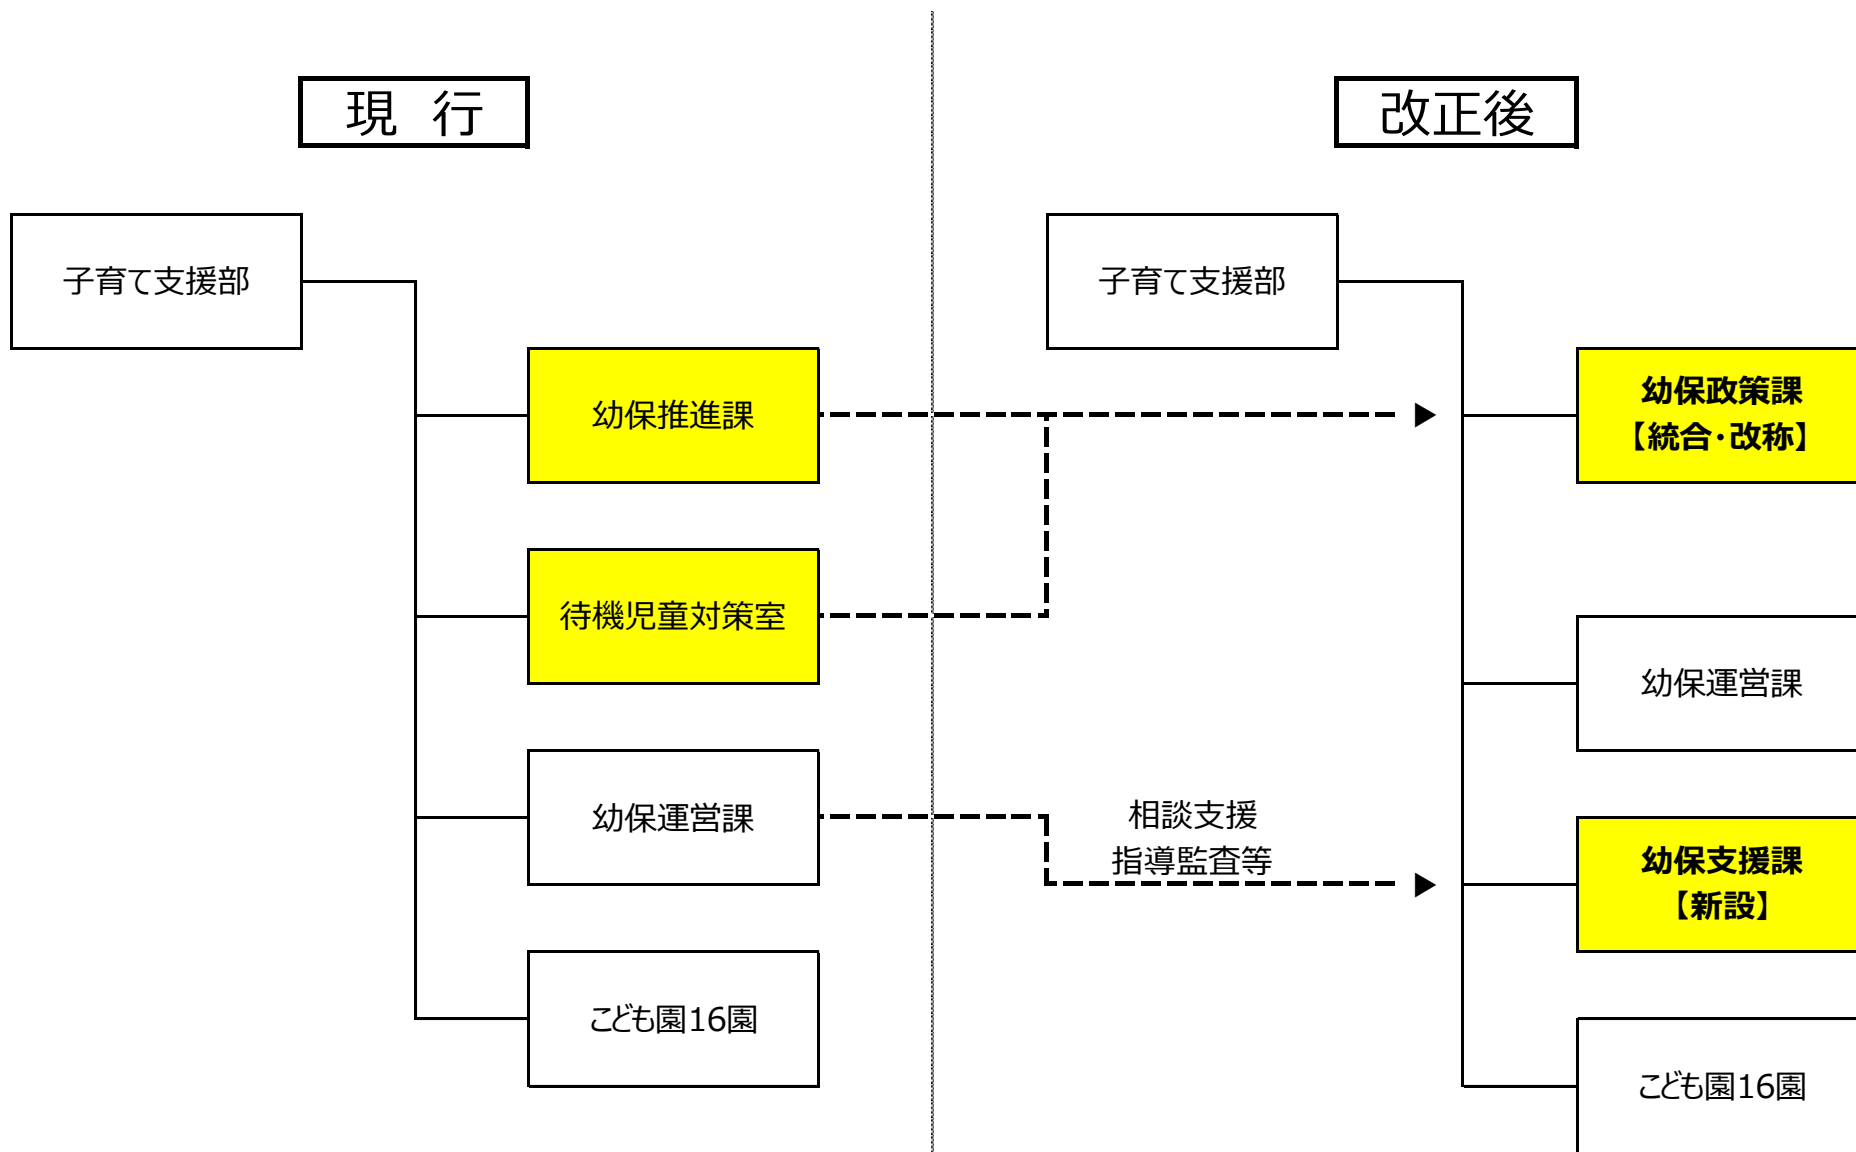 現 行
子育て支援部
幼保推進課
待機児童対策室
幼保運営課
こども園16園
改正後
子育て支援部
幼保政策課
【統合・改称】
幼保運営課
相談支援
指導監査等
幼保支援課
【新設】
こども園16園